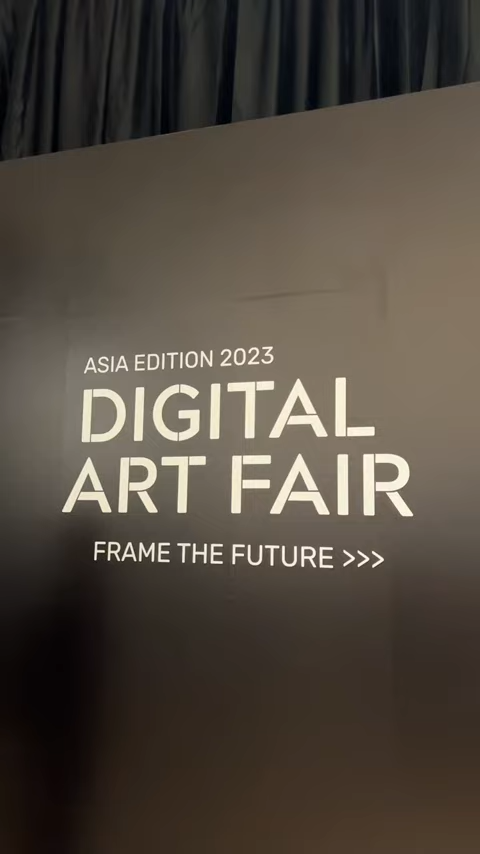 ASIA EDITION 2023
DIGITAL
ART FAIR
FRAME THE FUTURE >>>